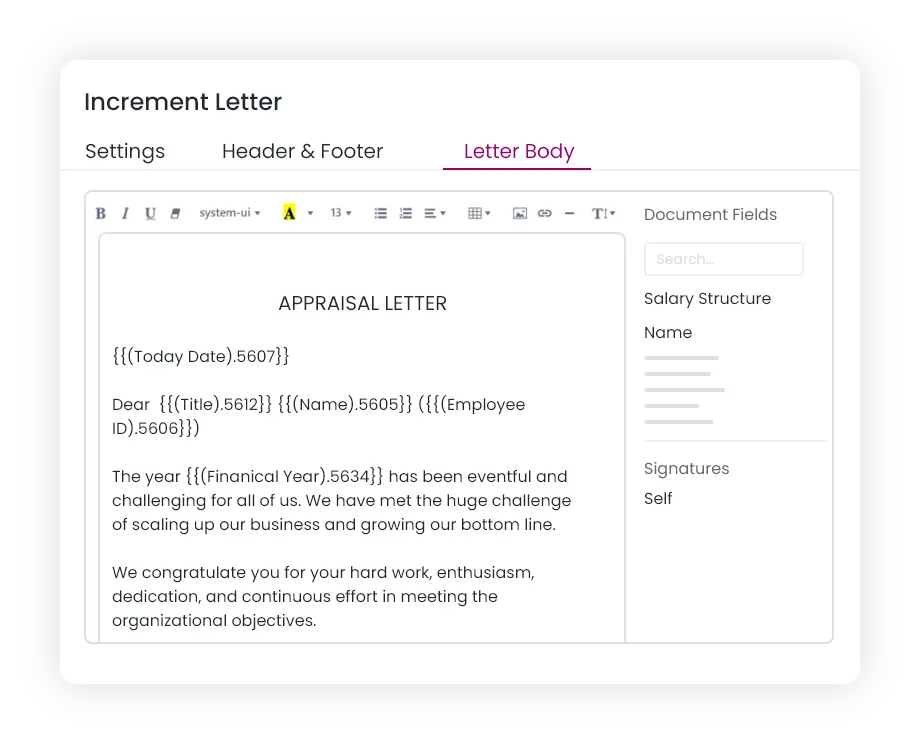 Increment Letter
Settings Header & Footer Letter Body
B I U system-ui A 13 T
Document Fields
Search...
Salary Structure
Name
Signatures
Self
APPRAISAL LETTER
{{(Today Date).5607}}
Dear {{(Title).5612}} {{(Name).5605}} ({{(Employee
ID).5606}})
The year {{(Finanical Year).5634}} has been eventful and
challenging for all of us. We have met the huge challenge
of scaling up our business and growing our bottom line.
We congratulate you for your hard work, enthusiasm,
dedication, and continuous effort in meeting the
organizational objectives.